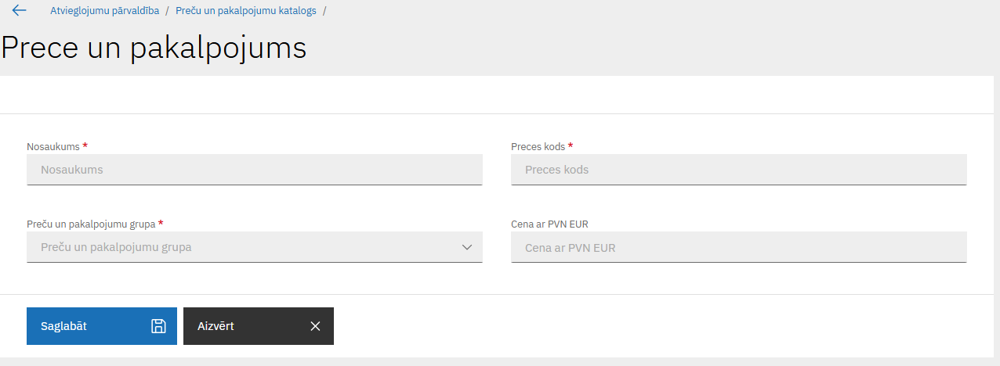 Atvieglojumu pārvaldība / Preču un pakalpojumu katalogs /
Prece un pakalpojums
Nosaukums * Preces kods *
Nosaukums Preces kods
Preču un pakalpojumu grupa * Cena ar PVN EUR
Preču un pakalpojumu grupa Cena ar PVN EUR
Saglabāt Aizvērt